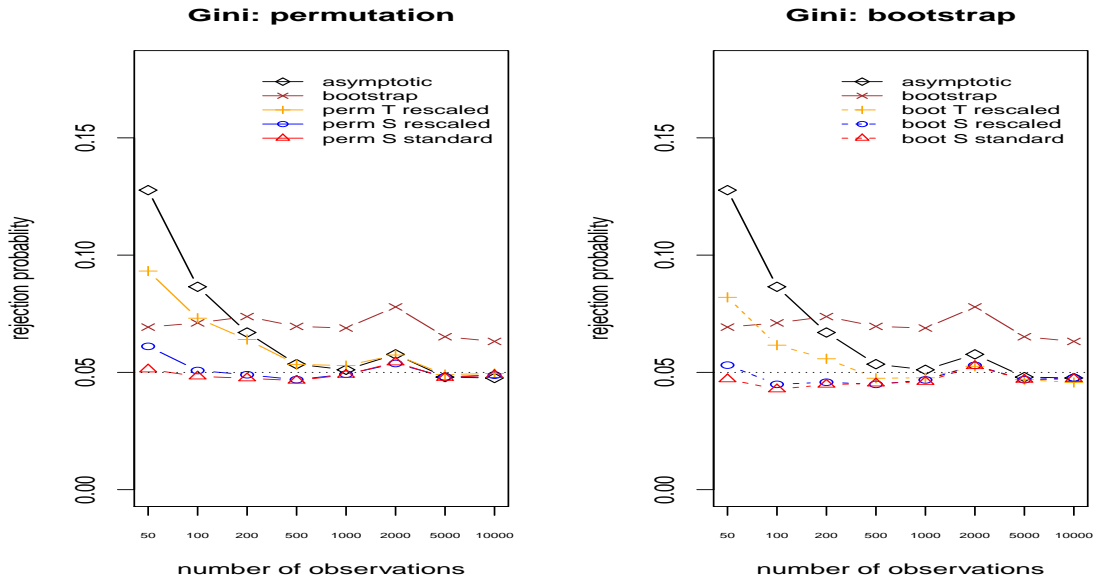 Gini: permutation
asymptotic
bootstrap
perm T rescaled
perm S rescaled
perm S standard
rejection probablity
0.15
0.10
0.05
0.00
50 100 200 500 1000 2000 5000 10000
number of observations
Gini: bootstrap
asymptotic
bootstrap
boot T rescaled
boot S rescaled
boot S standard
rejection probablity
0.15
0.10
0.05
0.00
50 100 200 500 1000 2000 5000 10000
number of observations